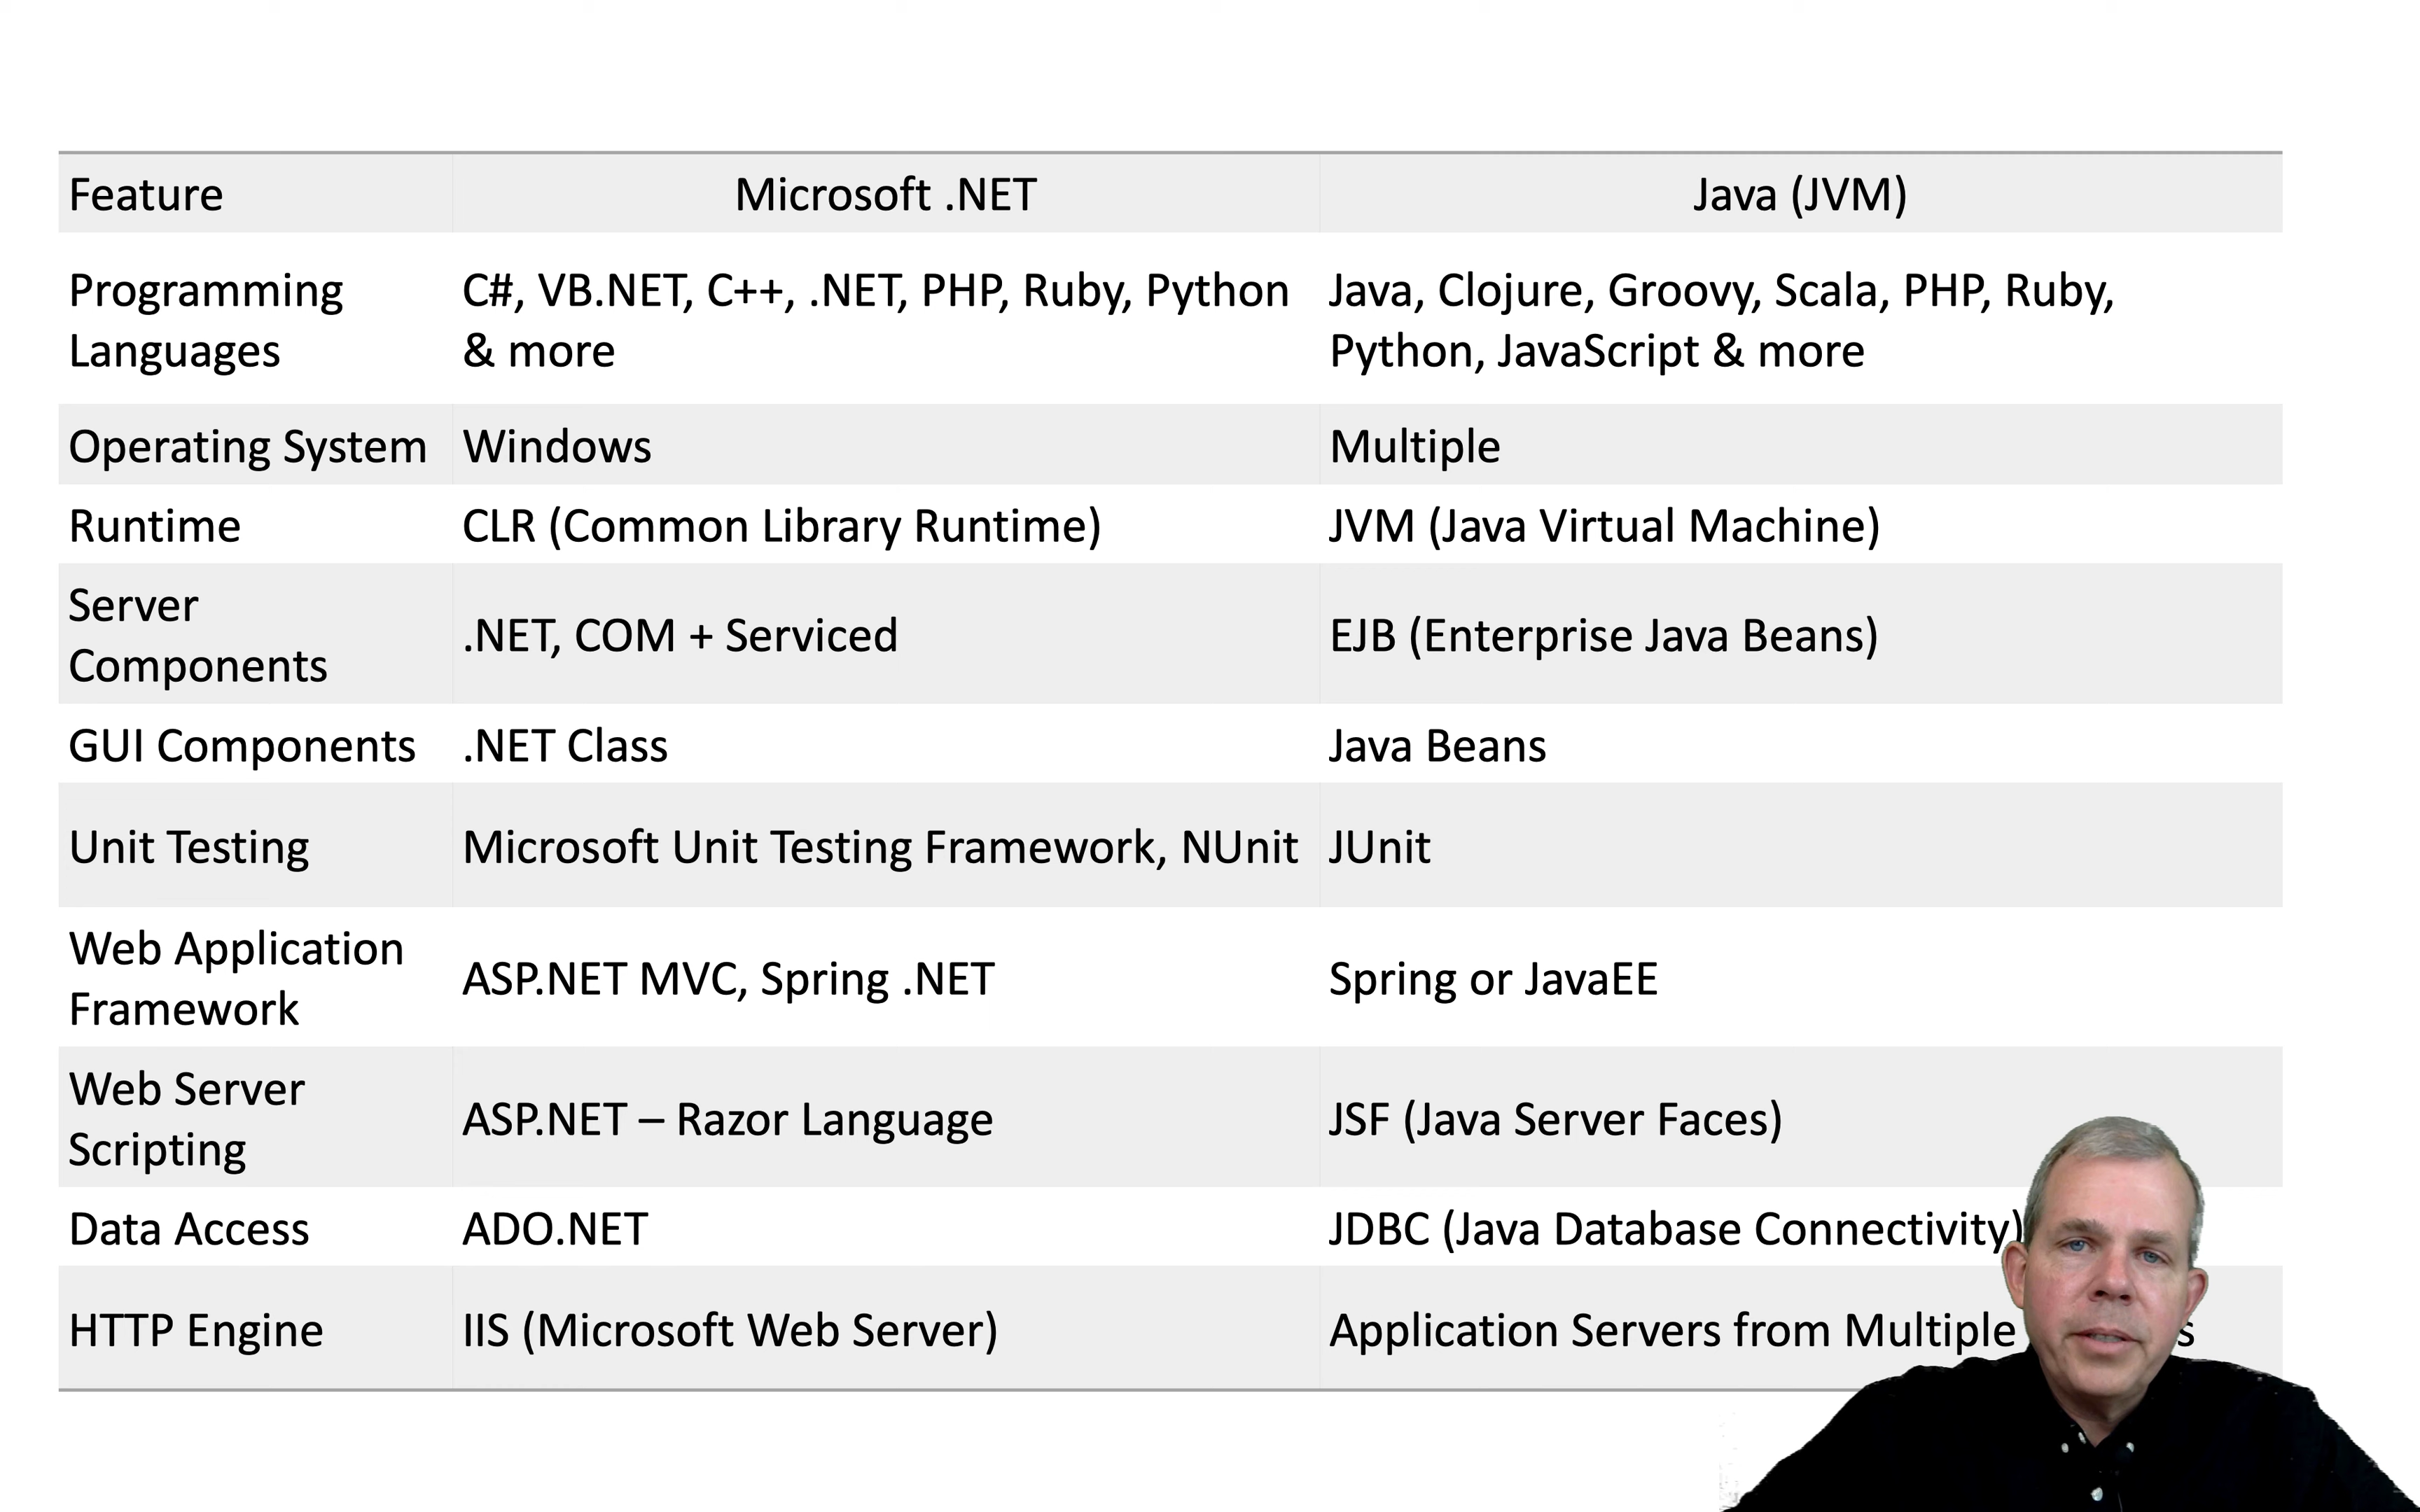 Feature Microsoft .NET Java (JVM)
Programming Languages C#, VB.NET, C++, .NET, PHP, Ruby, Python & more Java, Clojure, Groovy, Scala, PHP, Ruby, Python, JavaScript & more
Operating System Windows Multiple
Runtime CLR (Common Library Runtime) JVM (Java Virtual Machine)
Server Components .NET, COM + Serviced EJB (Enterprise Java Beans)
GUI Components .NET Class Java Beans
Unit Testing Microsoft Unit Testing Framework, NUnit JUnit
Web Application Framework ASP.NET MVC, Spring .NET Spring or JavaEE
Web Server Scripting ASP.NET – Razor Language JSF (Java Server Faces)
Data Access ADO.NET JDBC (Java Database Connectivity)
HTTP Engine IIS (Microsoft Web Server) Application Servers from Multiple